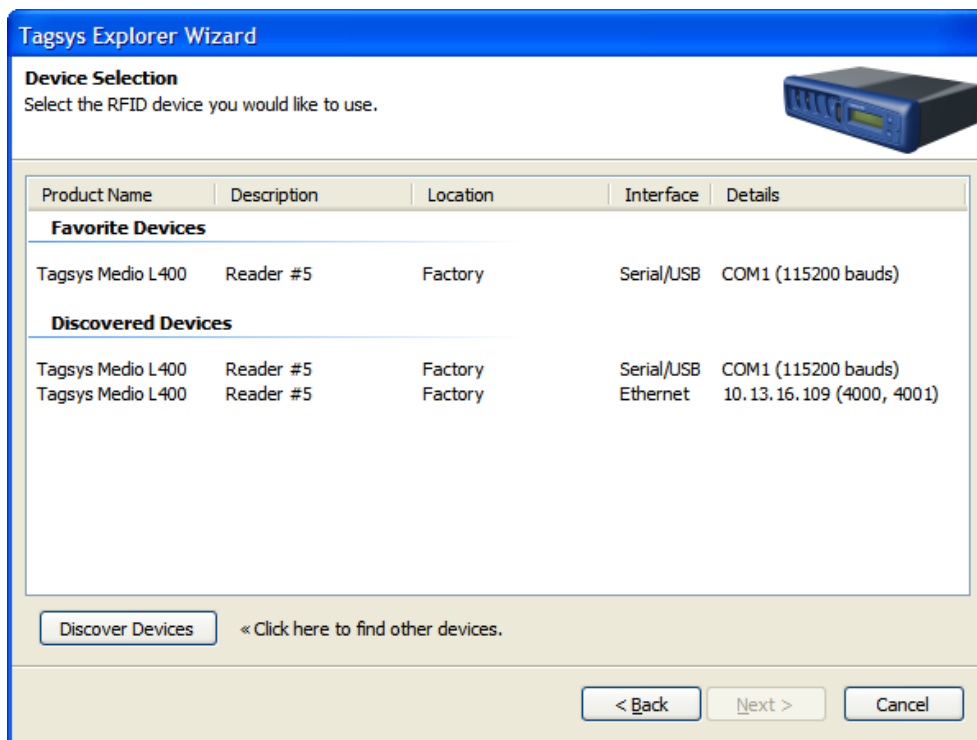 Tagsys Explorer Wizard
Device Selection
Select the RFID device you would like to use.
Product Name Description Location Interface Details
Favorite Devices
Tagsys Medio L400 Reader #5 Factory Serial/USB COM1 (115200 bauds)
Discovered Devices
Tagsys Medio L400 Reader #5 Factory Serial/USB COM1 (115200 bauds)
Tagsys Medio L400 Reader #5 Factory Ethernet 10.13.16.109 (4000, 4001)
Discover Devices « Click here to find other devices.
< Back Next > Cancel